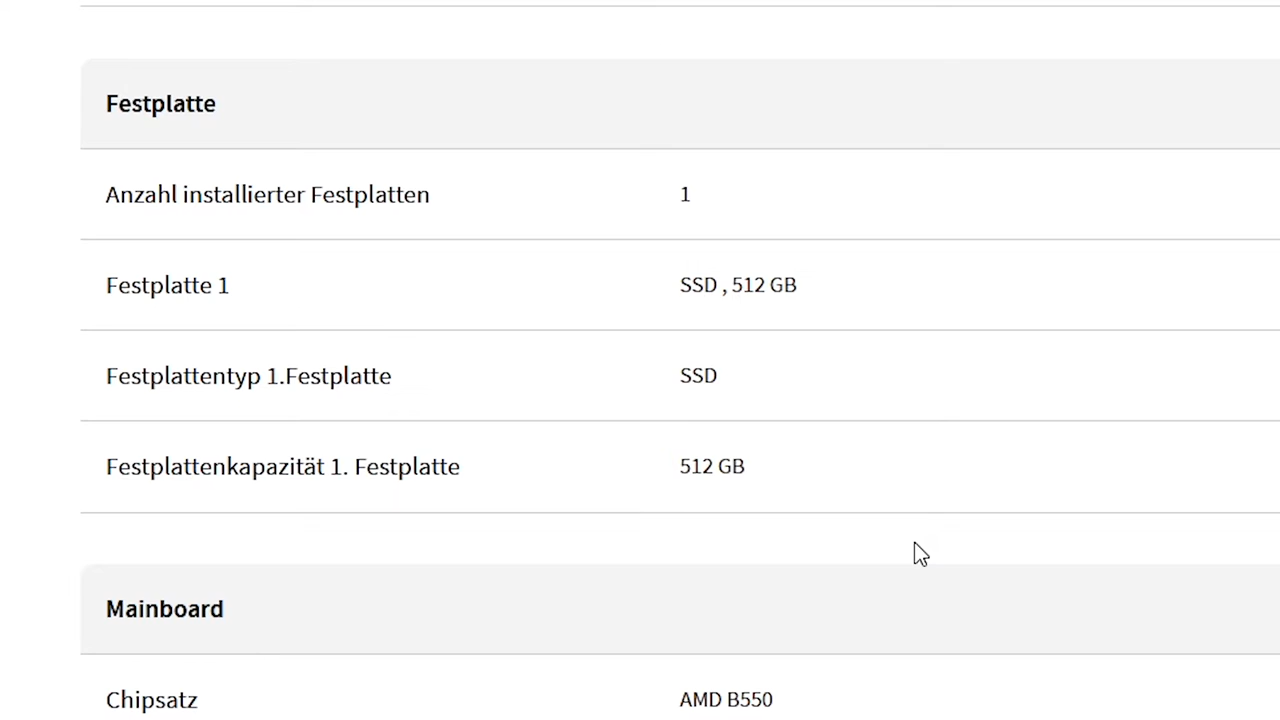 Festplatte
Anzahl installierter Festplatten 1
Festplatte 1 SSD , 512 GB
Festplattentyp 1.Festplatte SSD
Festplattenkapazität 1. Festplatte 512 GB
Mainboard
Chipsatz AMD B550